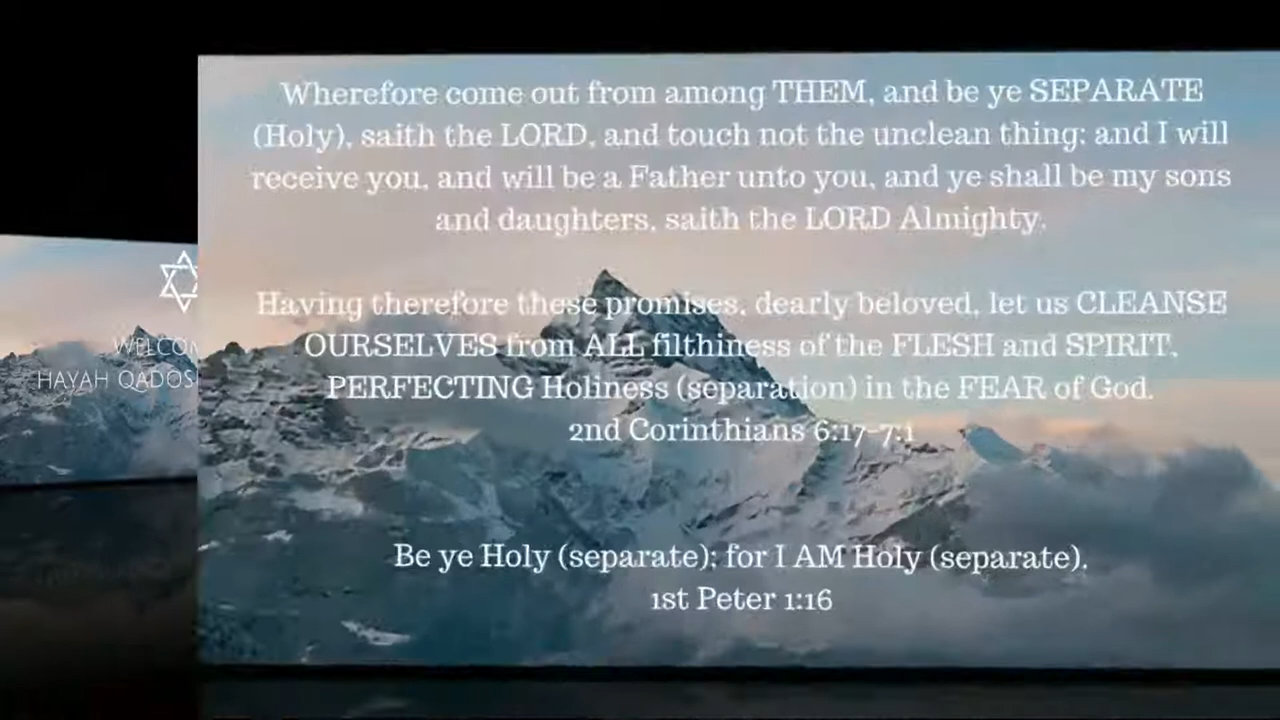 Wherefore come out from among THEM, and be ye SEPARATE
(Holy), saith the LORD, and touch not the unclean thing; and I will
receive you, and will be a Father unto you, and ye shall be my sons
and daughters, saith the LORD Almighty.
Having therefore these promises, dearly beloved, let us CLEANSE
OURSELVES from ALL filthiness of the FLESH and SPIRIT,
PERFECTING Holiness (separation) in the FEAR of God.
2nd Corinthians 6:17-7:1
Be ye Holy (separate); for I AM Holy (separate).
1st Peter 1:16
WELCOM
HAYAH QADOS